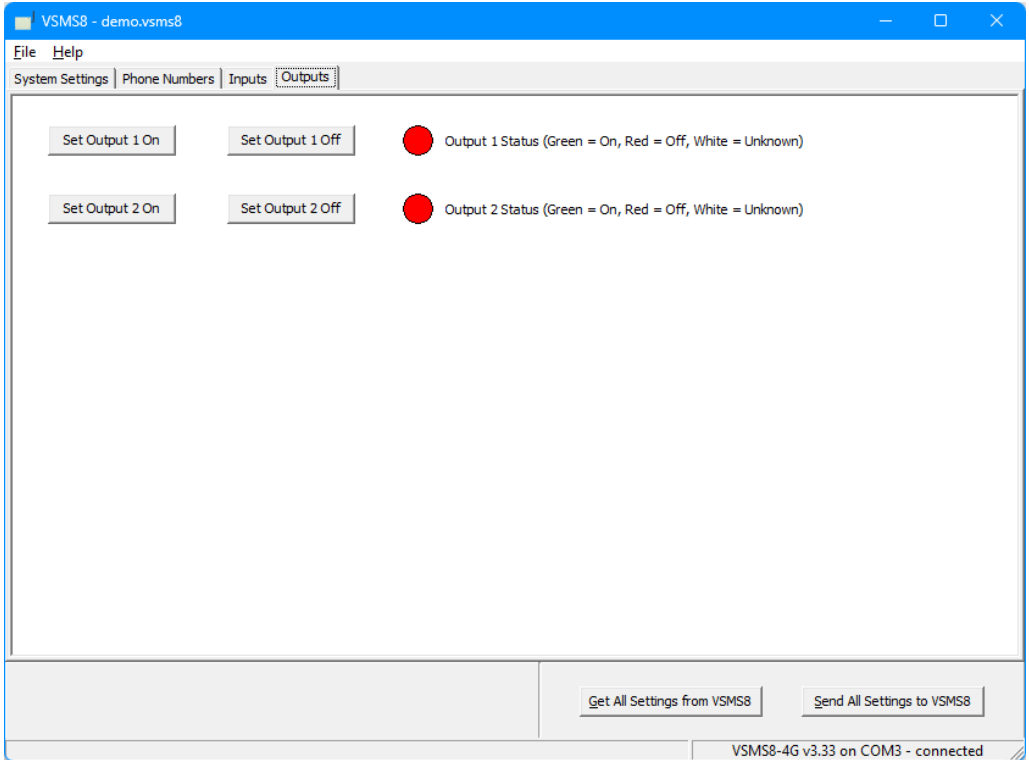 VSMS8 - demo.vsms8
File Help
System Settings Phone Numbers Inputs Outputs
Set Output 1 On Set Output 1 Off Output 1 Status (Green = On, Red = Off, White = Unknown)
Set Output 2 On Set Output 2 Off Output 2 Status (Green = On, Red = Off, White = Unknown)
Get All Settings from VSMS8 Send All Settings to VSMS8
VSMS8-4G v3.33 on COM3 - connected